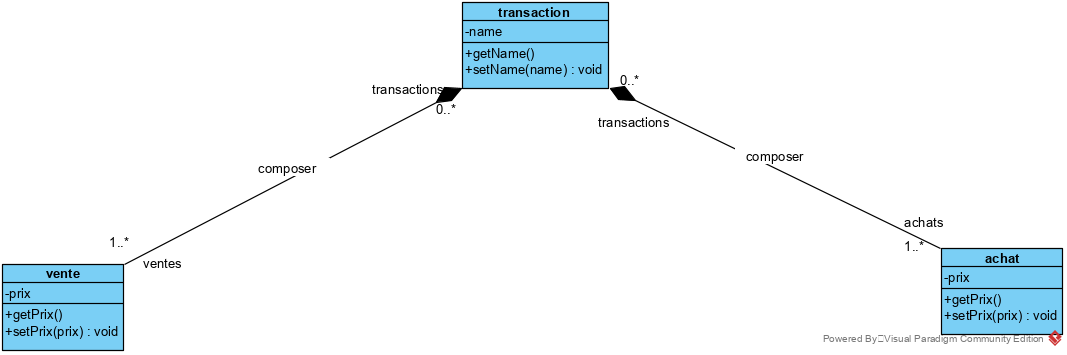 transaction
-name
+getName()
+setName(name) : void
transactions
0..*
0..*
transactions
composer
composer
1..*
ventes
achats
1..*
vente
-prix
+getPrix()
+setPrix(prix) : void
achat
-prix
+getPrix()
+setPrix(prix) : void
Powered By Visual Paradigm Community Edition